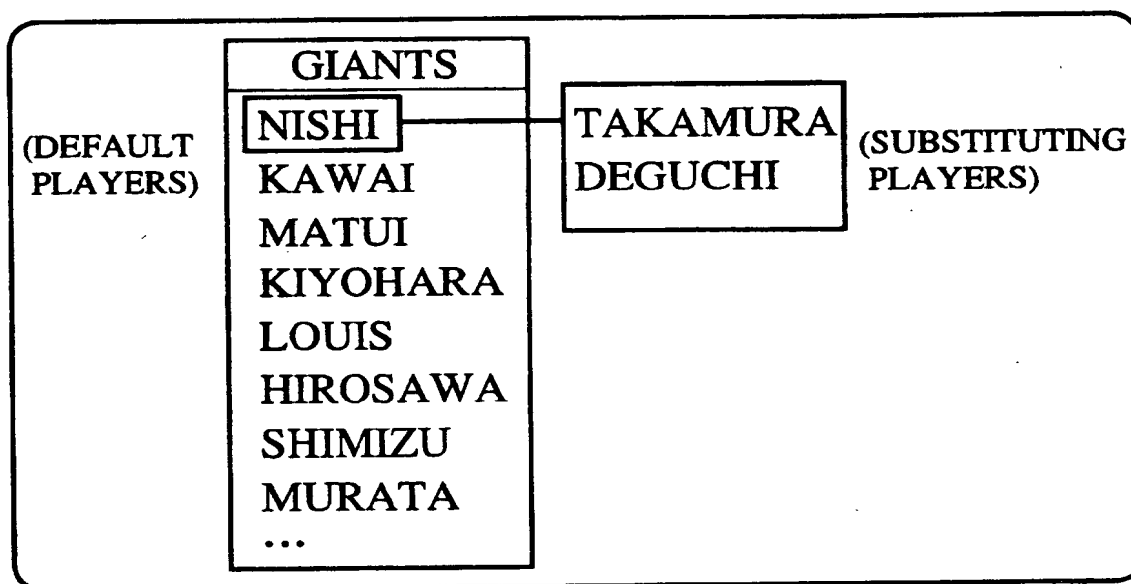 GIANTS
(DEFAULT
PLAYERS)
NISHI
KAWAI
MATUI
KIYOHARA
LOUIS
HIROSAWA
SHIMIZU
MURATA
...
TAKAMURA
DEGUCHI
(SUBSTITUTING
PLAYERS)